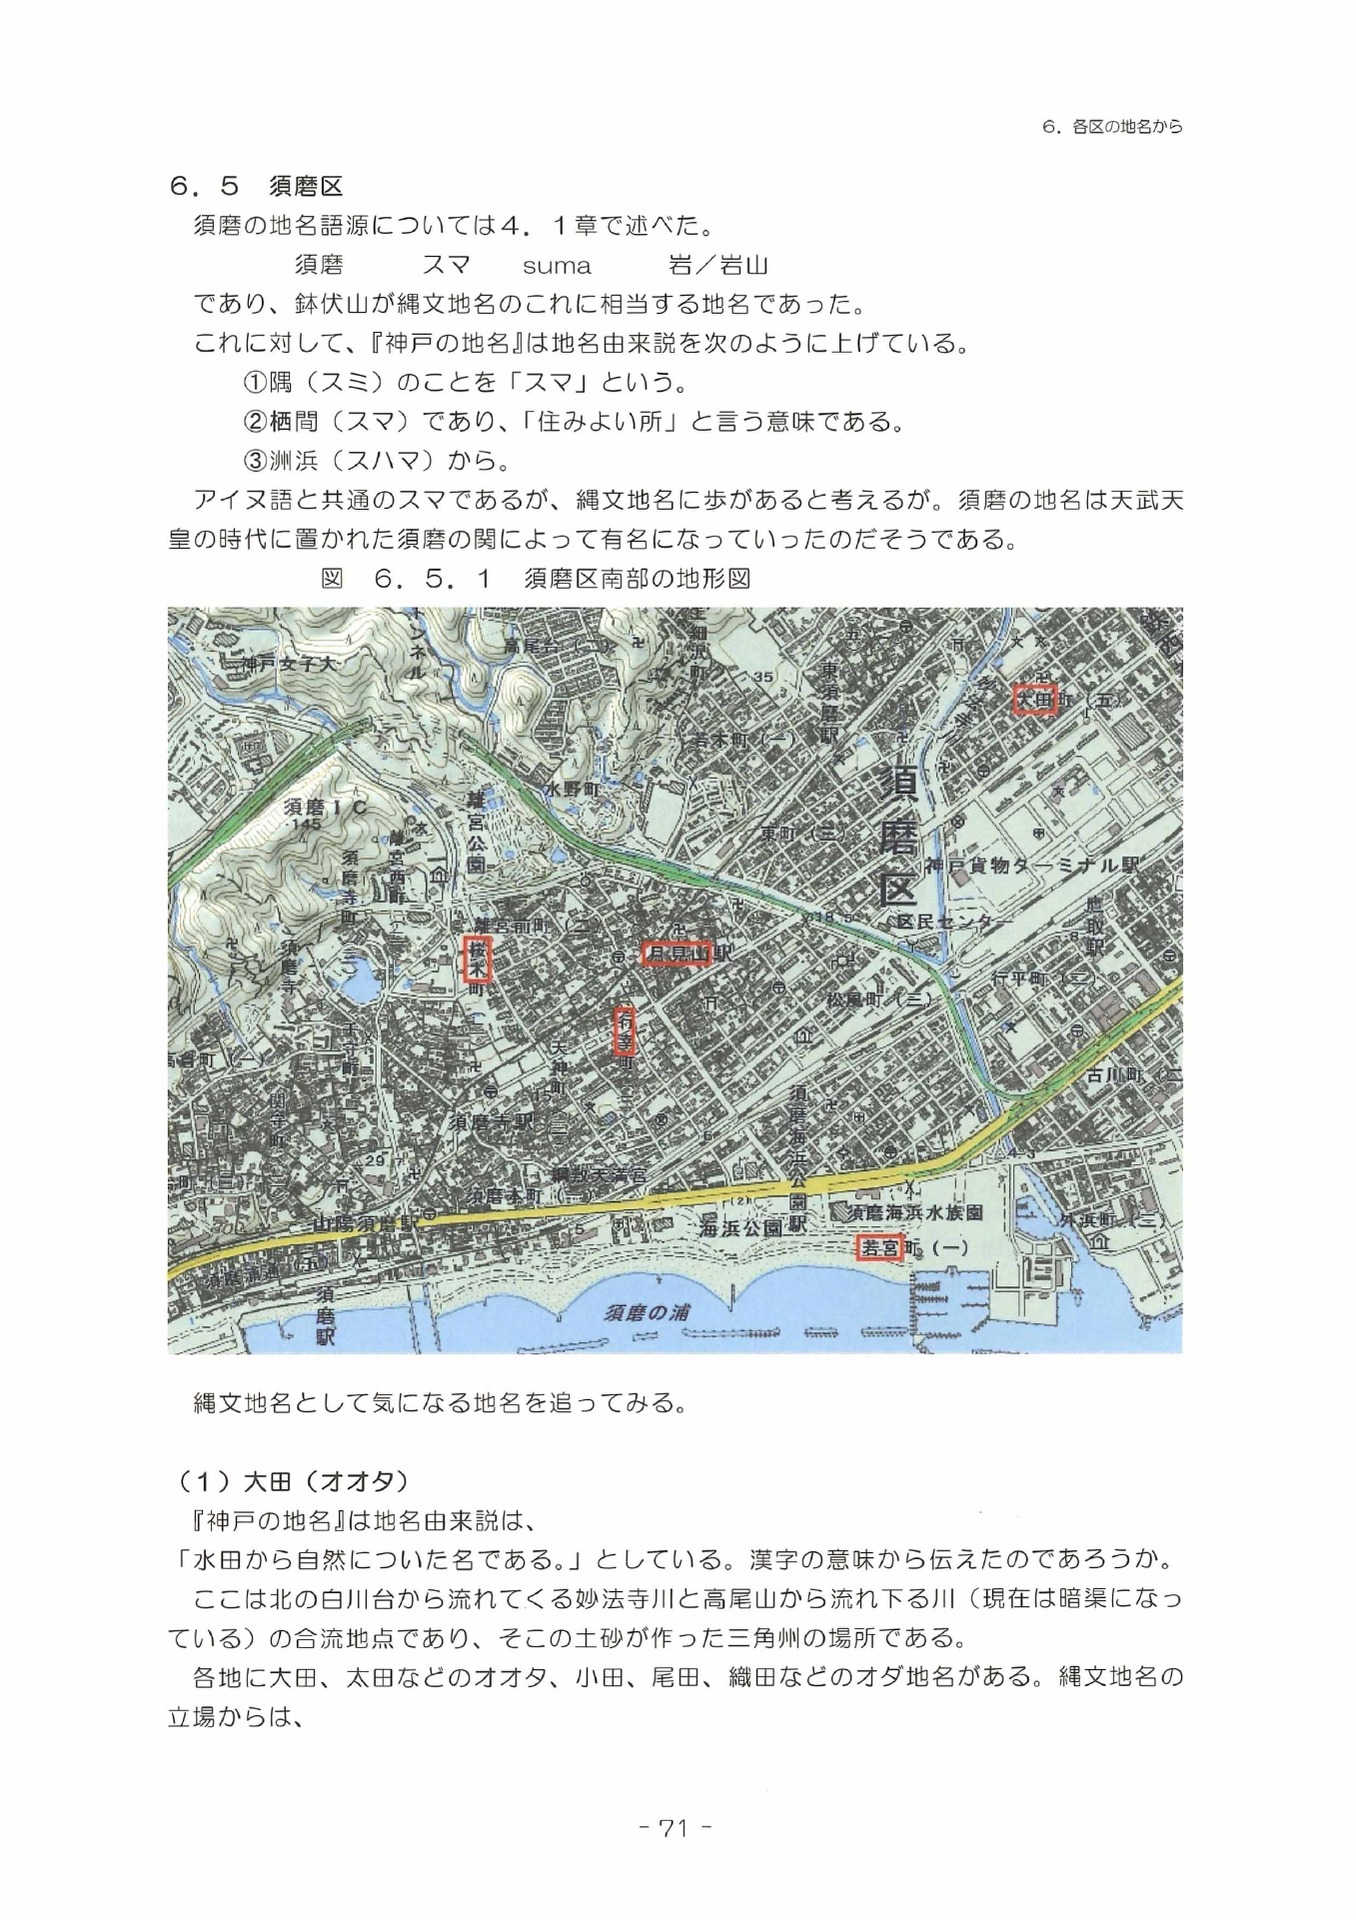 6．各区の地名から
６．５　須磨区
須磨の地名語源については４．１章で述べた。
須磨　スマ　suma　岩／岩山
であり、鉢伏山が縄文地名のこれに相当する地名であった。
これに対して、『神戸の地名』は地名由来説を次のように上げている。
①隅（スミ）のことを「スマ」という。
②栖間（スマ）であり、「住みよい所」と言う意味である。
③洲浜（スハマ）から。
アイヌ語と共通のスマであるが、縄文地名に歩があると考えるが。須磨の地名は天武天
皇の時代に置かれた須磨の関によって有名になっていったのだそうである。
図　６．５．１　須磨区南部の地形図
神戸女子大
トンネル
高尾台（二）
35
東須磨駅
大田町（五）
若木町（一）
須磨ＩＣ
145
水野町
離宮公園
須磨区
東町（三）
神戸貨物ターミナル駅
離宮西町
須磨寺町
離宮前町（二）
区民センター
鷹取駅
須磨寺
桜木町
月見山駅
松風町（三）
行平町（二）
行幸町
天神町
千守町
関守町
古川町（二
須磨寺駅
須磨海浜公園駅
29
綱敷天満宮
須磨本町（一）
山陽須磨駅
5
海浜公園
須磨海浜水族園
外浜町（三）
若宮町（一）
須磨駅
須磨の浦
縄文地名として気になる地名を追ってみる。
（１）大田（オオタ）
『神戸の地名』は地名由来説は、
「水田から自然についた名である。」としている。漢字の意味から伝えたのであろうか。
ここは北の白川台から流れてくる妙法寺川と高尾山から流れ下る川（現在は暗渠になっ
ている）の合流地点であり、そこの土砂が作った三角州の場所である。
各地に大田、太田などのオオタ、小田、尾田、織田などのオダ地名がある。縄文地名の
立場からは、
- 71 -